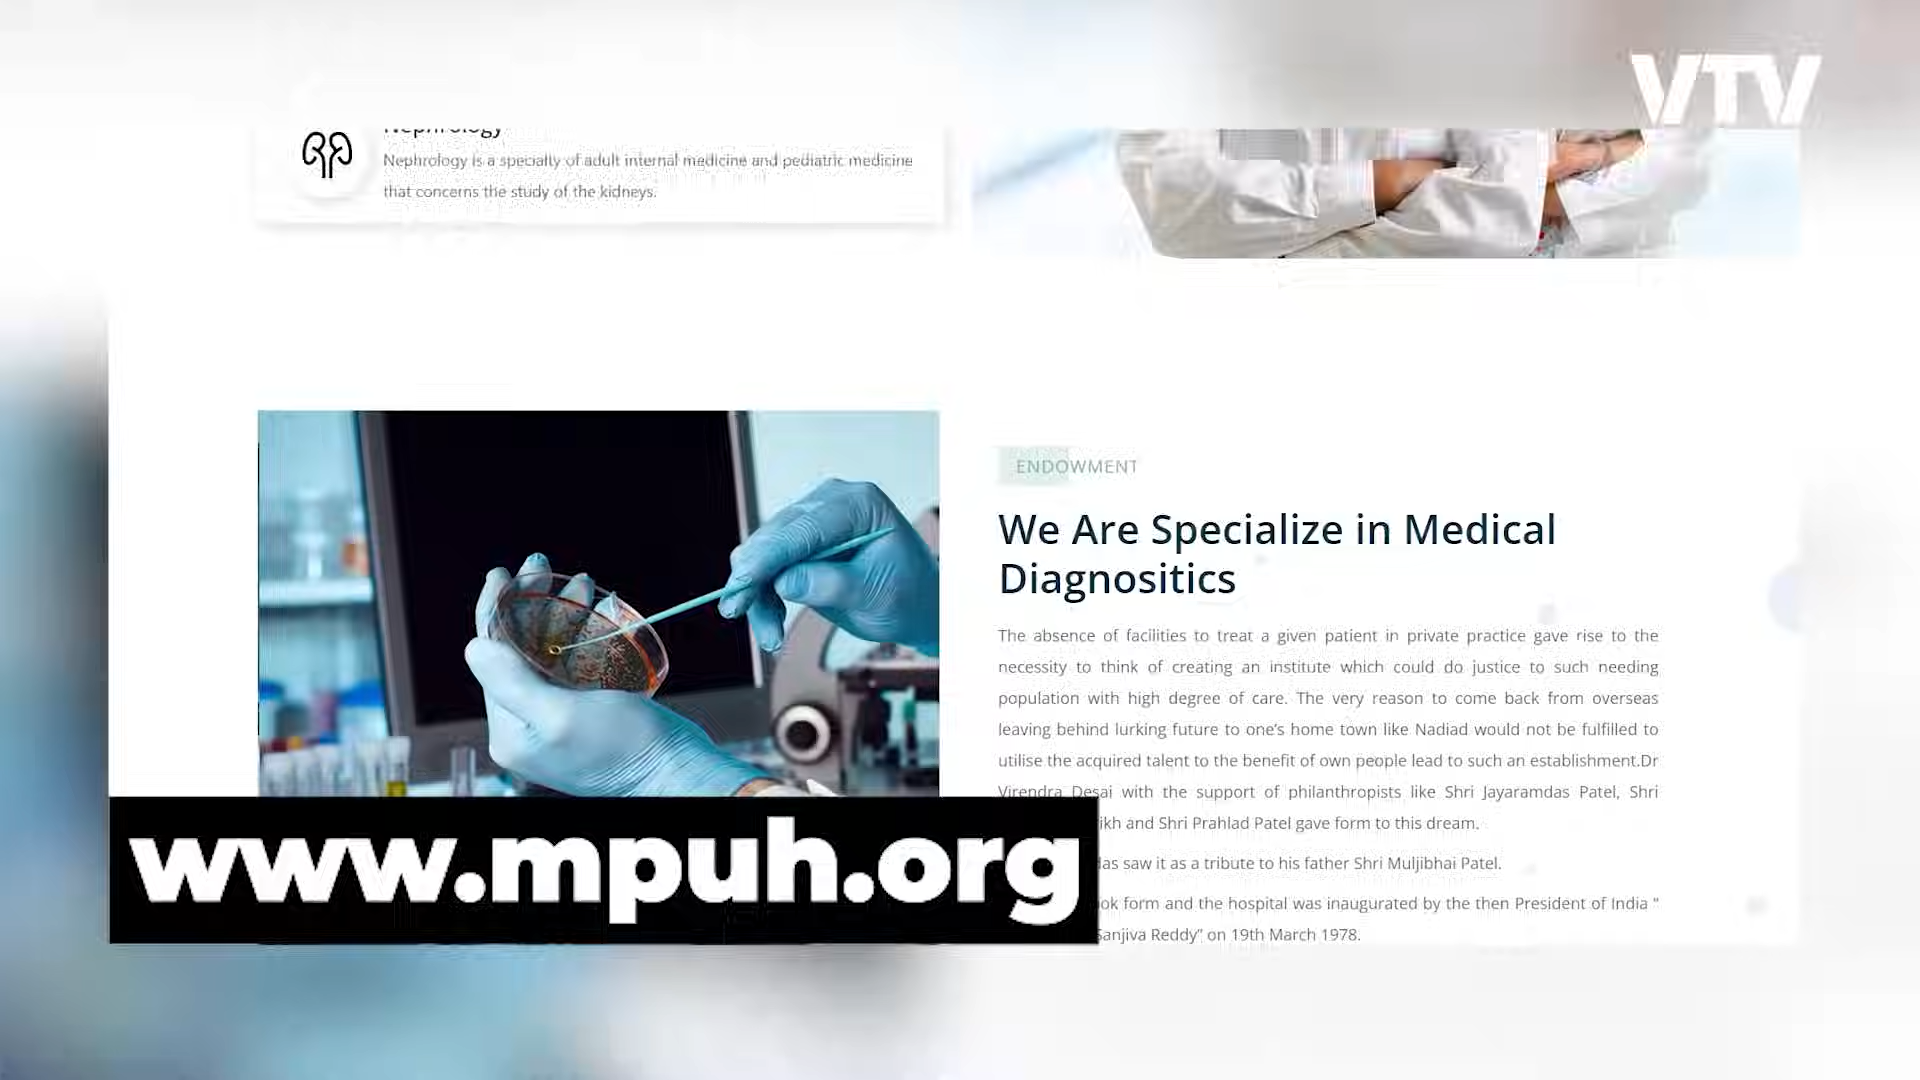 VTV
Nephrology
Nephrology is a specialty of adult internal medicine and pediatric medicine
that concerns the study of the kidneys.
ENDOWMENT
We Are Specialize in Medical
Diagnositics
The absence of facilities to treat a given patient in private practice gave rise to the
necessity to think of creating an institute which could do justice to such needing
population with high degree of care. The very reason to come back from overseas
leaving behind lurking future to one’s home town like Nadiad would not be fulfilled to
utilise the acquired talent to the benefit of own people lead to such an establishment.Dr
Virendra Desai with the support of philanthropists like Shri Jayaramdas Patel, Shri
and Shri Prahlad Patel gave form to this dream.
saw it as a tribute to his father Shri Muljibhai Patel.
form and the hospital was inaugurated by the then President of India “
Sanjiva Reddy” on 19th March 1978.
www.mpuh.org